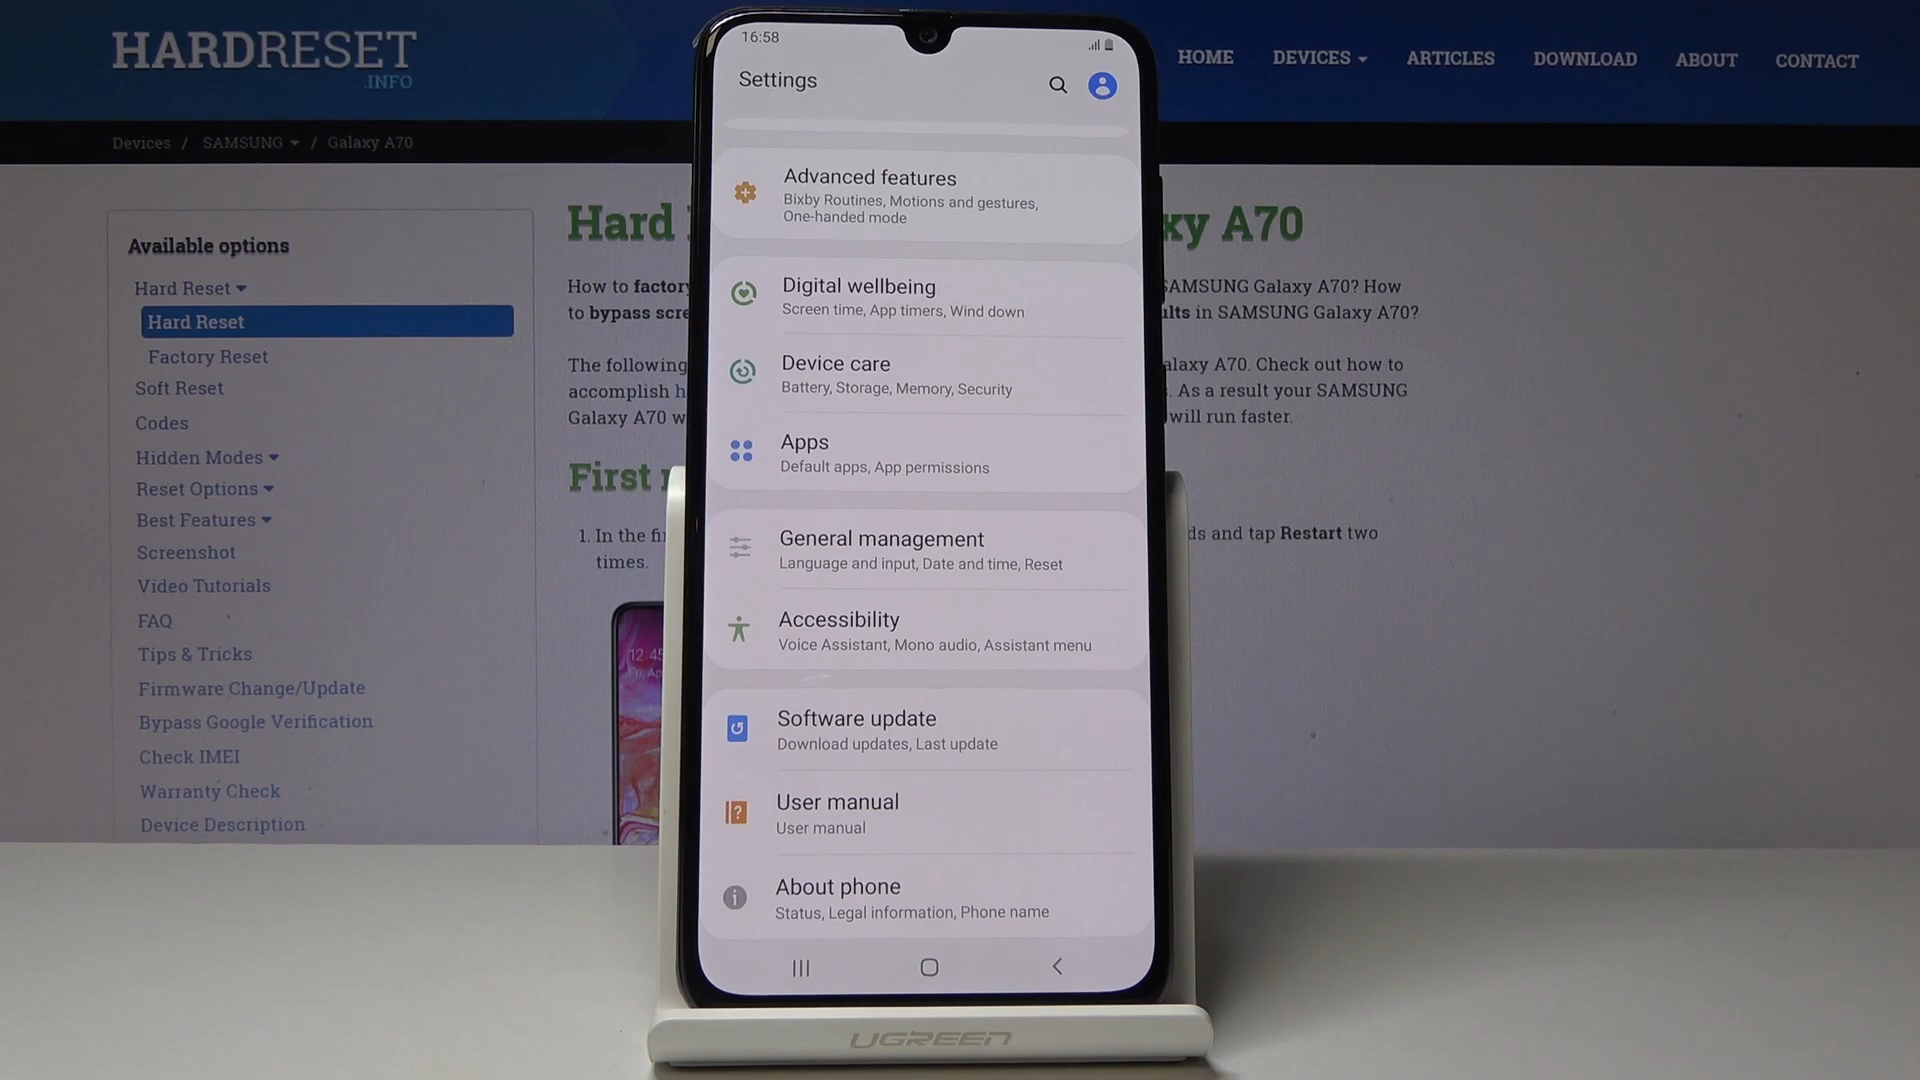 HARDRESET
.INFO
HOME DEVICES ARTICLES DOWNLOAD ABOUT CONTACT
Devices / SAMSUNG / Galaxy A70
Available options
Hard Reset
Hard Reset
Factory Reset
Soft Reset
Codes
Hidden Modes
Reset Options
Best Features
Screenshot
Video Tutorials
FAQ
Tips & Tricks
Firmware Change/Update
Bypass Google Verification
Check IMEI
Warranty Check
Device Description
Hard
xy A70
How to factory
SAMSUNG Galaxy A70? How
to bypass scre
ults in SAMSUNG Galaxy A70?
The following
alaxy A70. Check out how to
accomplish h
. As a result your SAMSUNG
Galaxy A70 w
will run faster.
First
1. In the fi
ds and tap Restart two
times.
12:45
16:58
Settings
Advanced features
Bixby Routines, Motions and gestures,
One-handed mode
Digital wellbeing
Screen time, App timers, Wind down
Device care
Battery, Storage, Memory, Security
Apps
Default apps, App permissions
General management
Language and input, Date and time, Reset
Accessibility
Voice Assistant, Mono audio, Assistant menu
Software update
Download updates, Last update
User manual
User manual
About phone
Status, Legal information, Phone name
UGREEN